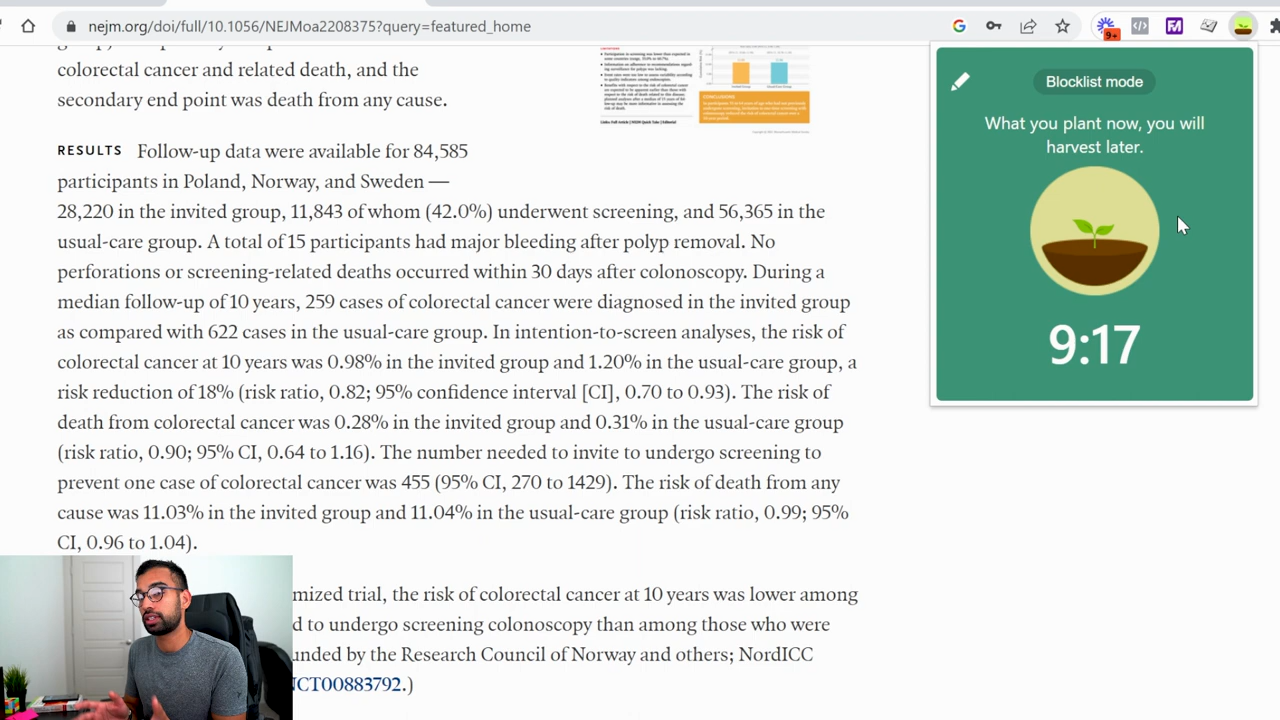 nejm.org/doi/full/10.1056/NEJMoa2208375?query=featured_home
9+
colorectal cancer
secondary end point was death from any cause.
RESULTS Follow-up data were available for 84,585
participants in Poland, Norway, and Sweden —
28,220 in the invited group, 11,843 of whom (42.0%) underwent screening, and 56,365 in the
usual-care group. A total of 15 participants had major bleeding after polyp removal. No
perforations or screening-related deaths occurred within 30 days after colonoscopy. During a
median follow-up of 10 years, 259 cases of colorectal cancer were diagnosed in the invited group
as compared with 622 cases in the usual-care group. In intention-to-screen analyses, the risk of
colorectal cancer at 10 years was 0.98% in the invited group and 1.20% in the usual-care group, a
risk reduction of 18% (risk ratio, 0.82; 95% confidence interval [CI], 0.70 to 0.93). The risk of
death from colorectal cancer was 0.28% in the invited group and 0.31% in the usual-care group
(risk ratio, 0.90; 95% CI, 0.64 to 1.16). The number needed to invite to undergo screening to
prevent one case of colorectal cancer was 455 (95% CI, 270 to 1429). The risk of death from any
cause was 11.03% in the invited group and 11.04% in the usual-care group (risk ratio, 0.99; 95%
CI, 0.96 to 1.04).
mized trial, the risk of colorectal cancer at 10 years was lower among
d to undergo screening colonoscopy than among those who were
unded by the Research Council of Norway and others; NordICC
NCT00883792.)
Blocklist mode
What you plant now, you will
harvest later.
9:17